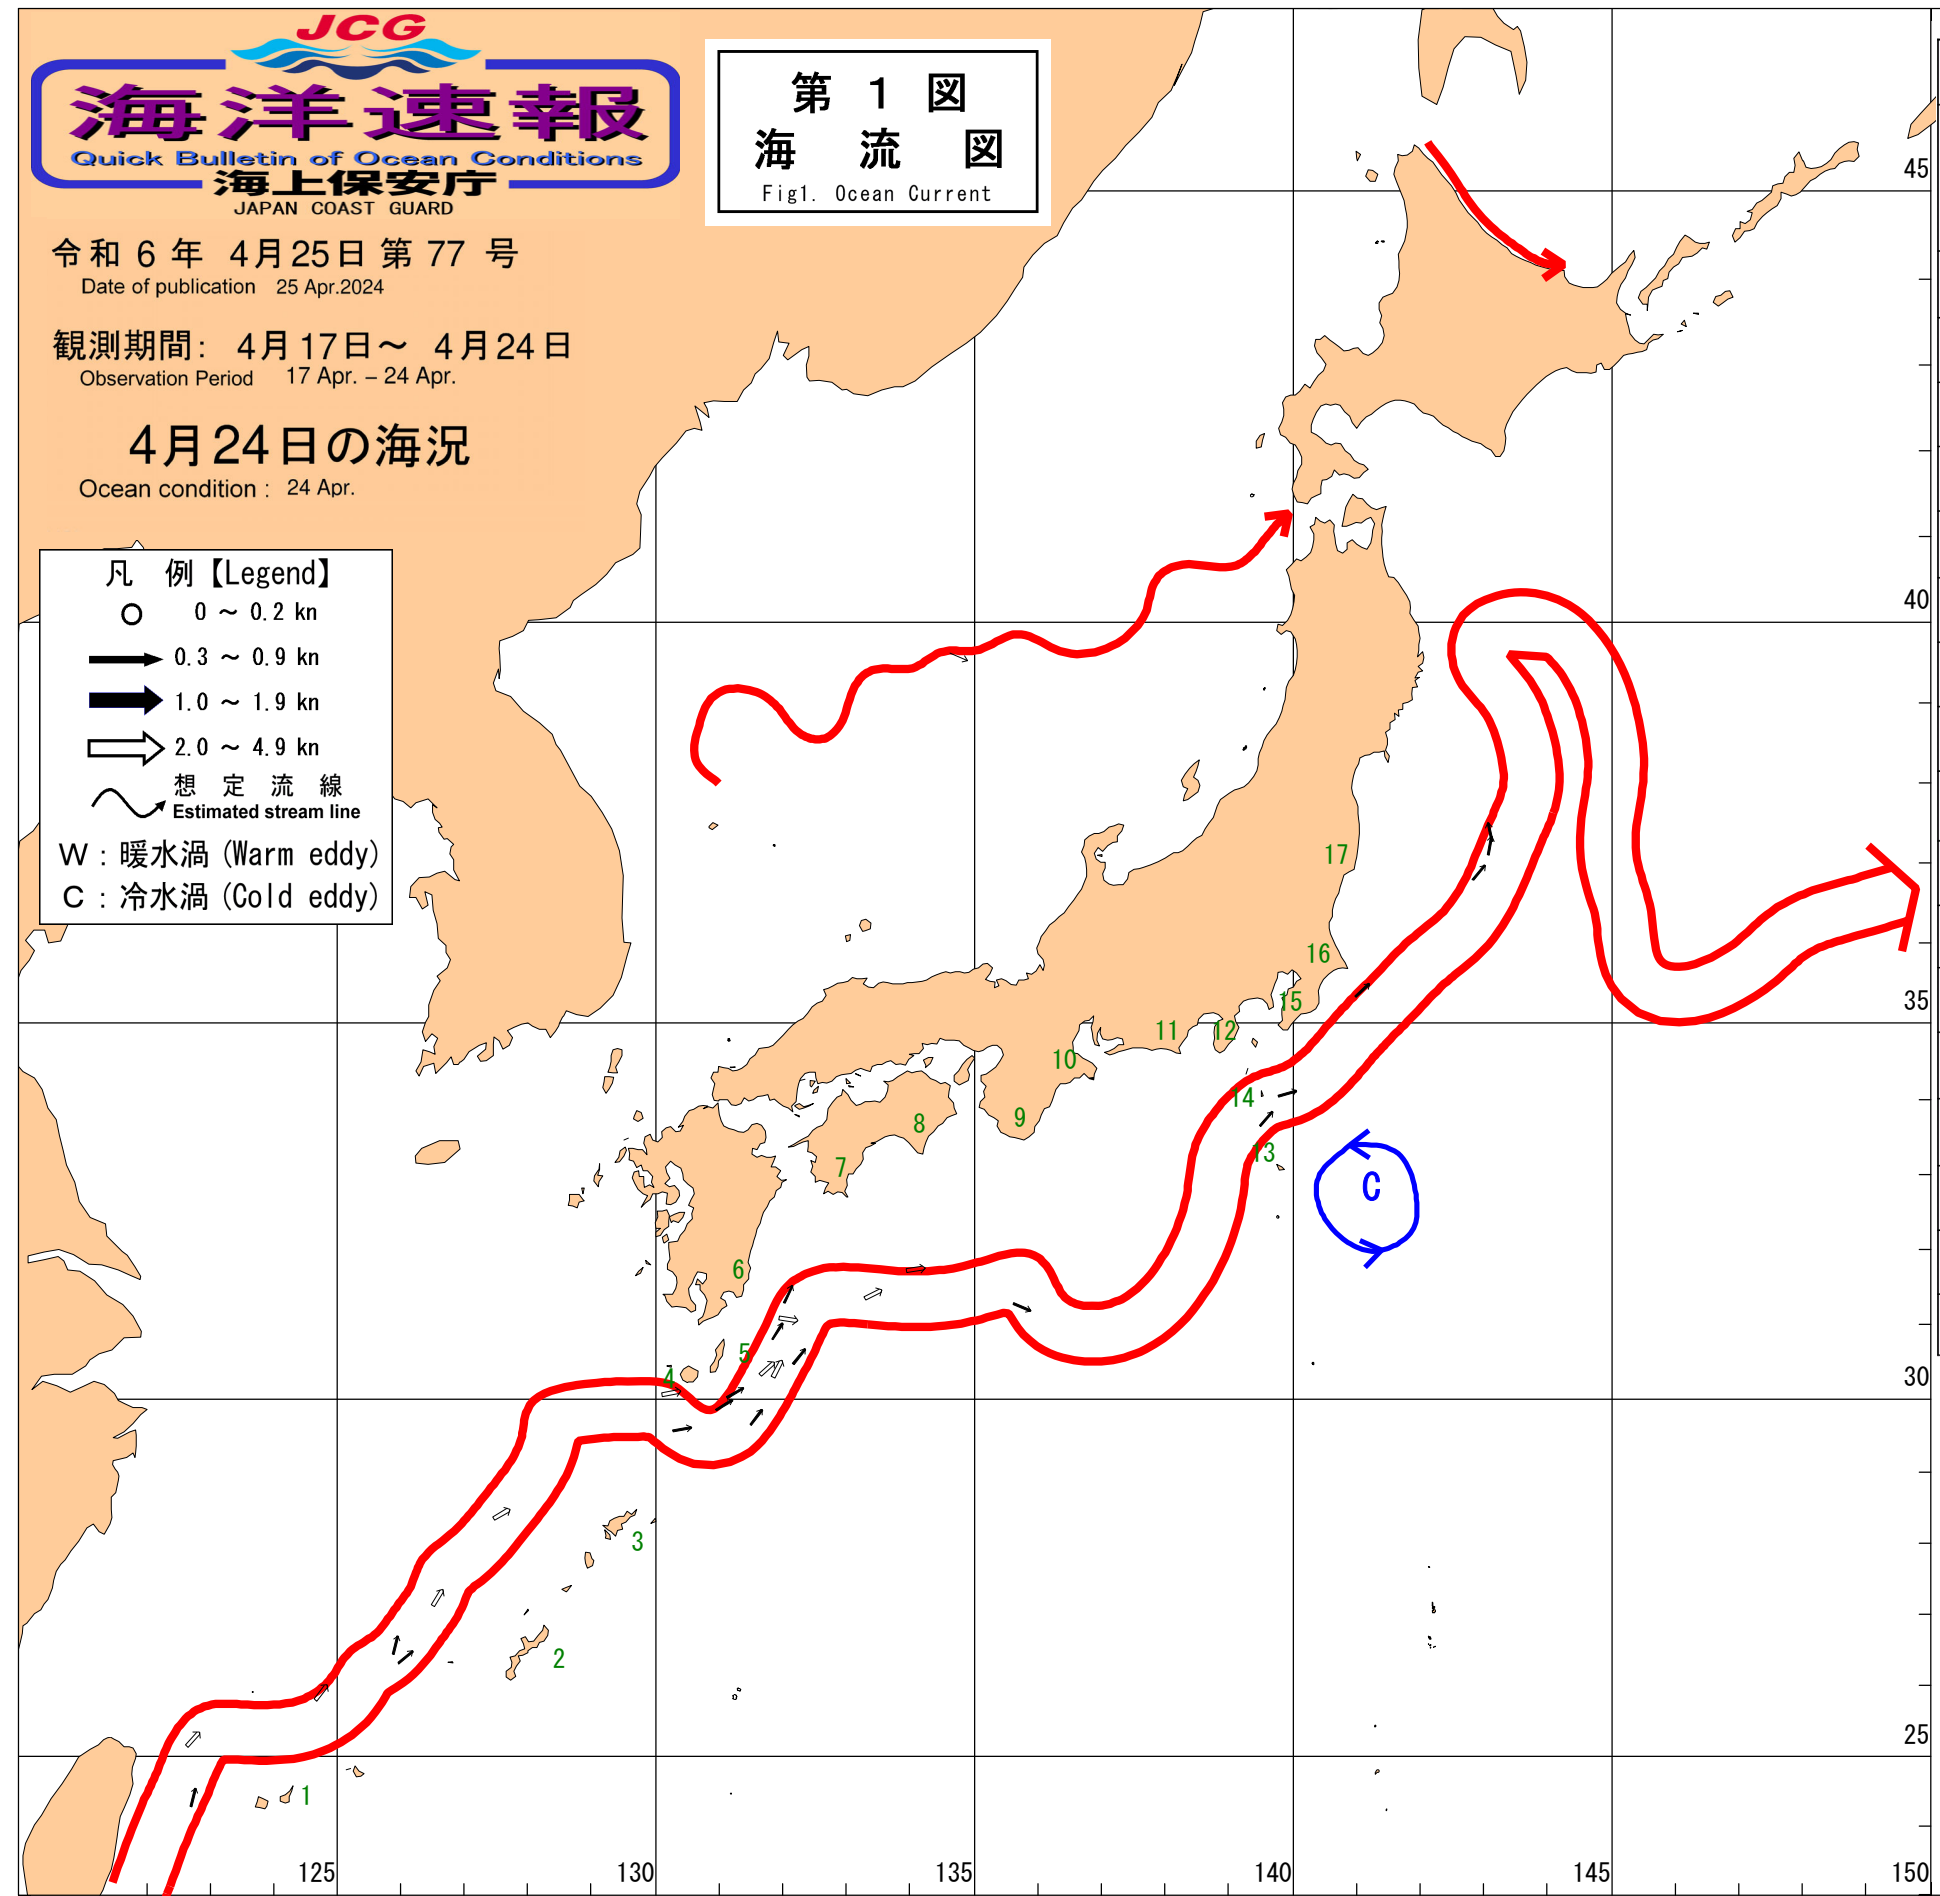 JCG
海洋速報
Quick Bulletin of Ocean Conditions
海上保安庁
JAPAN COAST GUARD
令和 6 年 4月25日 第 77 号
Date of publication 25 Apr.2024
観測期間: 4月17日～ 4月24日
Observation Period 17 Apr. – 24 Apr.
4月24日の海況
Ocean condition : 24 Apr.
第 1 図
海 流 図
Fig1. Ocean Current
凡 例【Legend】
0 ～ 0.2 kn
0.3 ～ 0.9 kn
1.0 ～ 1.9 kn
2.0 ～ 4.9 kn
想 定 流 線
Estimated stream line
W : 暖水渦 (Warm eddy)
C : 冷水渦 (Cold eddy)
45
40
17
16
35
15
12
11
10
14
9
8
13
7
C
6
5
4
30
3
2
25
1
125
130
135
140
145
150